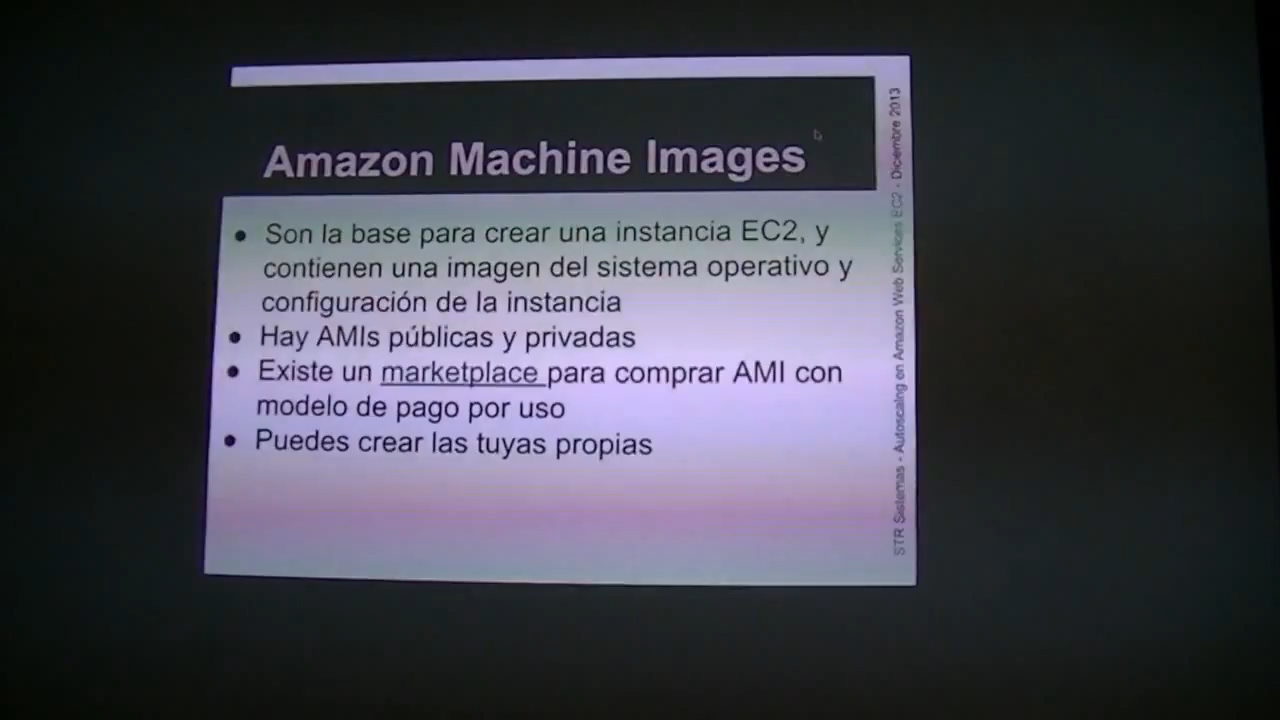 Amazon Machine Images
● Son la base para crear una instancia EC2, y
contienen una imagen del sistema operativo y
configuración de la instancia
● Hay AMIs públicas y privadas
● Existe un marketplace para comprar AMI con
modelo de pago por uso
● Puedes crear las tuyas propias
STR Sistemas - Autoscaling en Amazon Web Services EC2 - Diciembre 2013